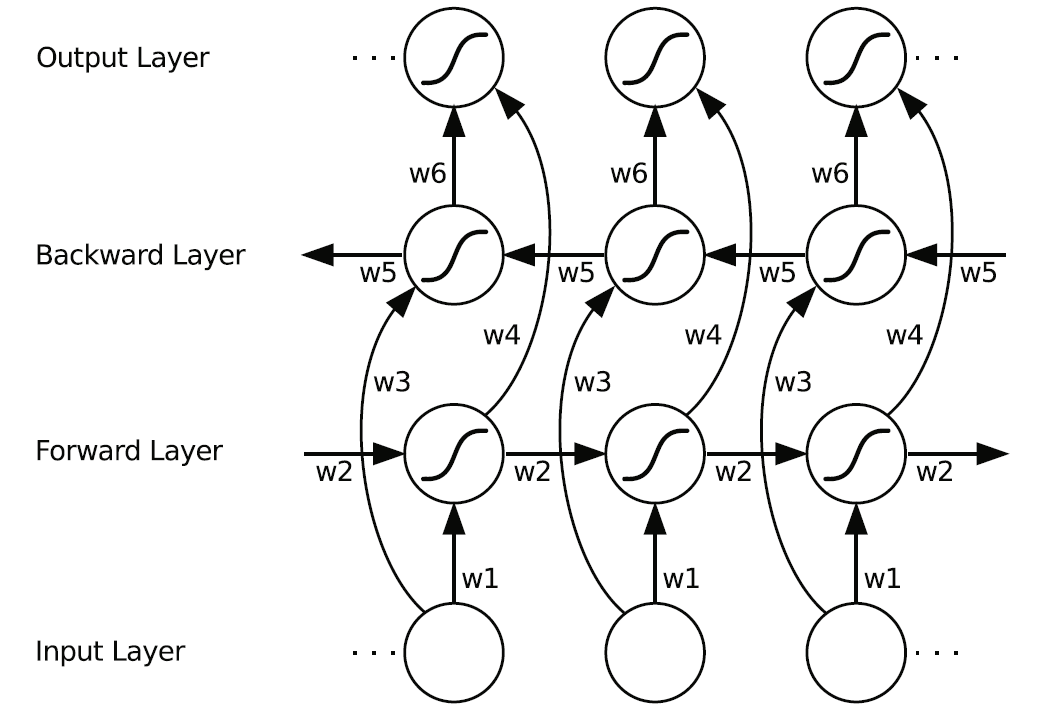 Output Layer . . . . . .
w6 w6 w6
Backward Layer
w5 w5 w5 w5
w4 w4 w4
w3 w3 w3
Forward Layer
w2 w2 w2 w2
w1 w1 w1
Input Layer . . . . . .